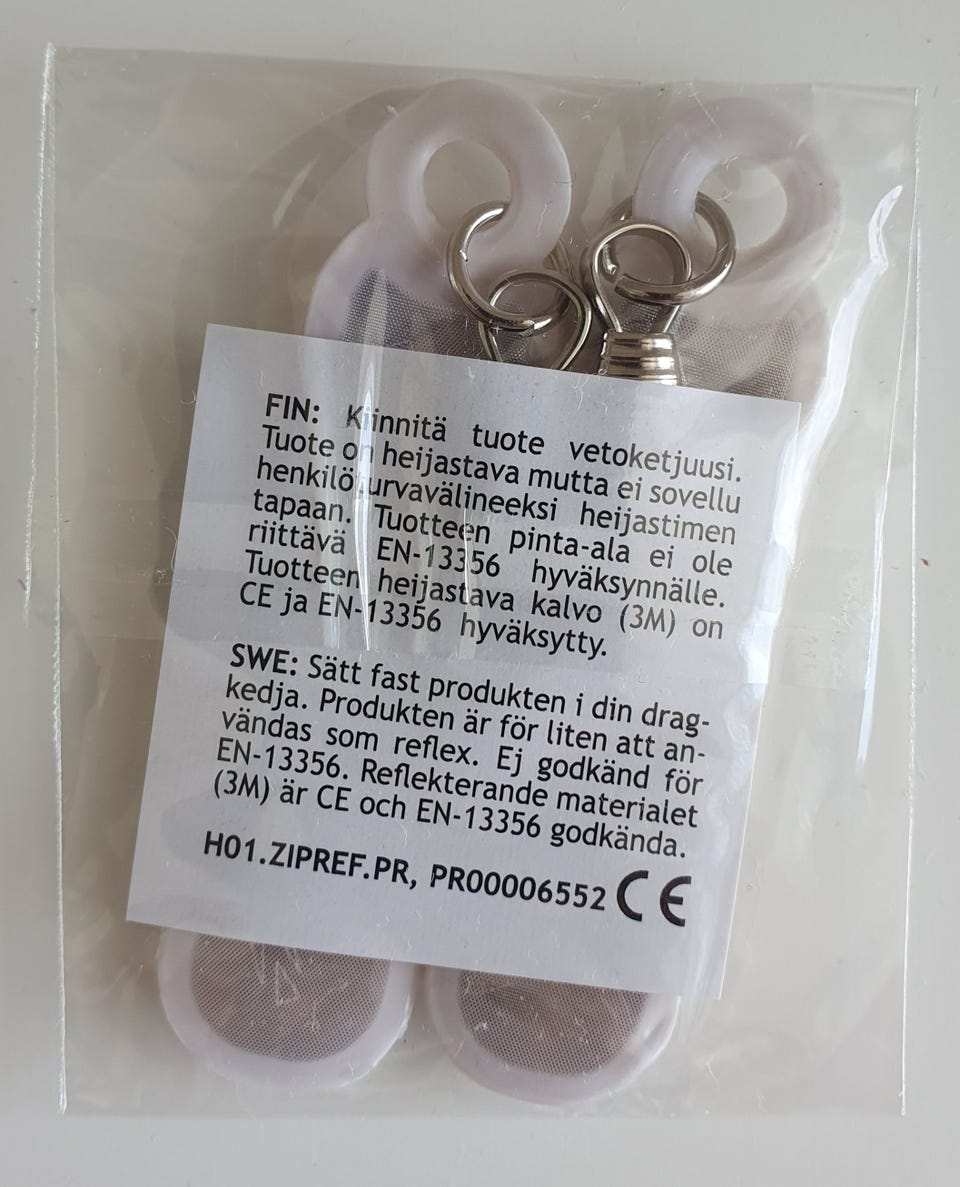 FIN: Kiinnitä tuote vetoketjuusi.
Tuote on heijastava mutta ei sovellu
henkilöturvavälineeksi heijastimen
tapaan. Tuotteen pinta-ala ei ole
riittävä EN-13356 hyväksynnälle.
Tuotteen heijastava kalvo (3M) on
CE ja EN-13356 hyväksytty.
SWE: Sätt fast produkten i din drag-
kedja. Produkten är för liten att an-
vändas som reflex. Ej godkänd för
EN-13356. Reflekterande materialet
(3M) är CE och EN-13356 godkända.
H01.ZIPREF.PR, PR00006552 CE